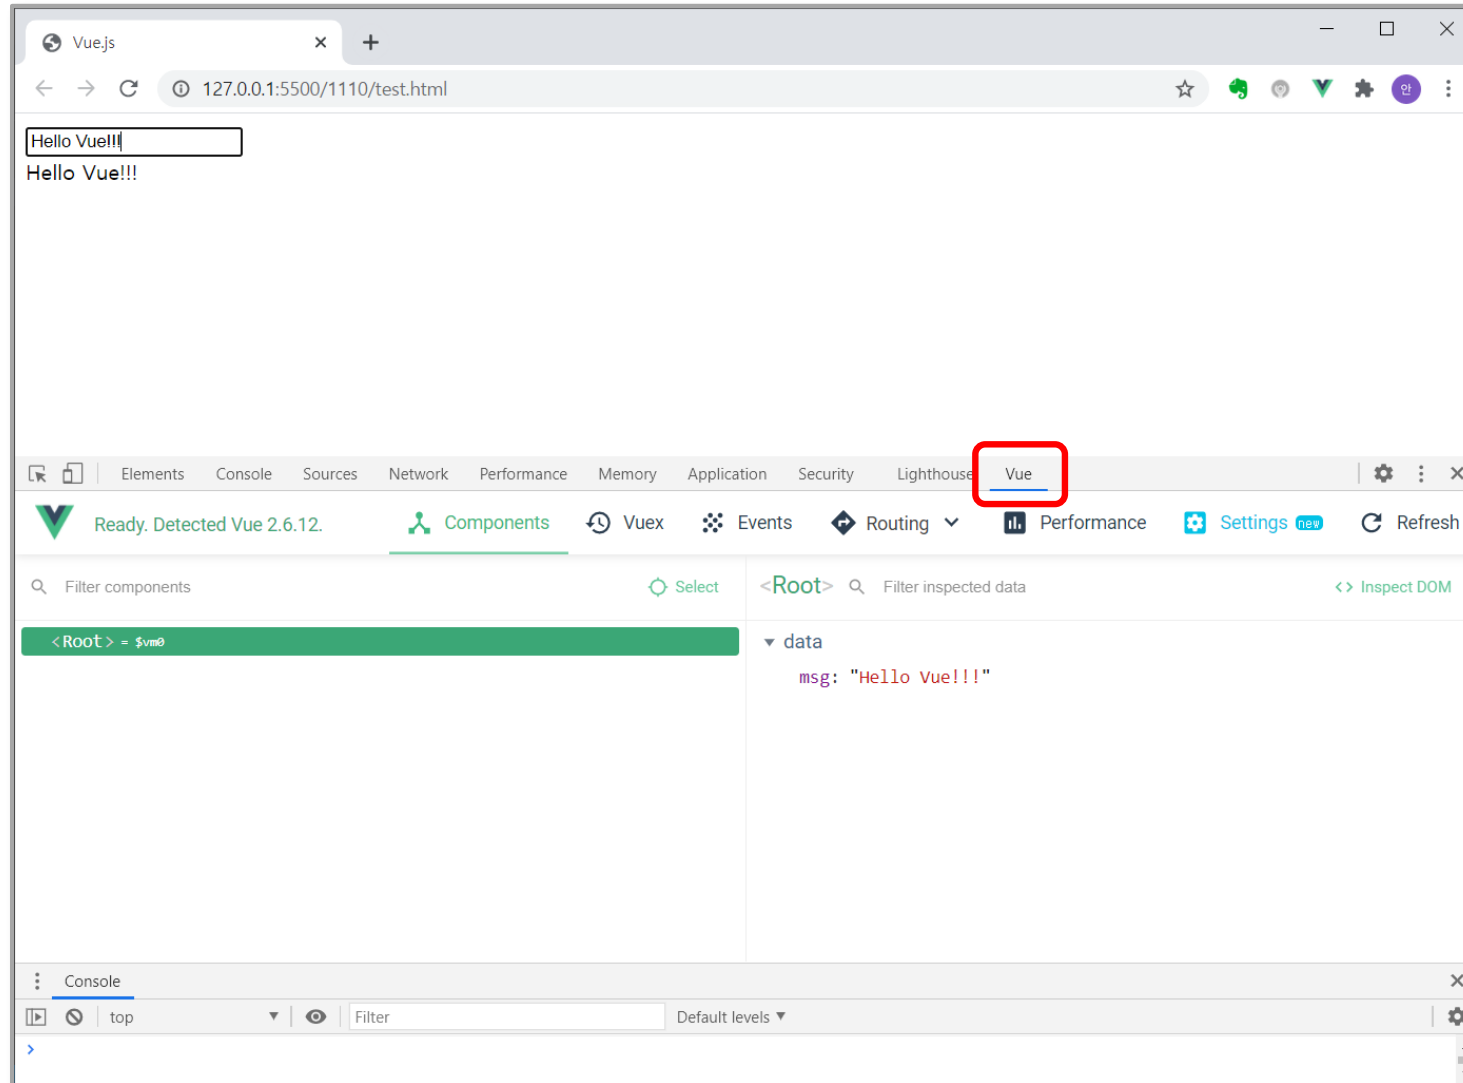 Vue.js
127.0.0.1:5500/1110/test.html
안
Hello Vue!!!
Hello Vue!!!
Elements Console Sources Network Performance Memory Application Security Lighthouse Vue
Ready. Detected Vue 2.6.12. Components Vuex Events Routing Performance Settings new Refresh
Filter components Select <Root> Filter inspected data <> Inspect DOM
<Root> = $vm0
data
msg: "Hello Vue!!!"
Console
top Filter Default levels